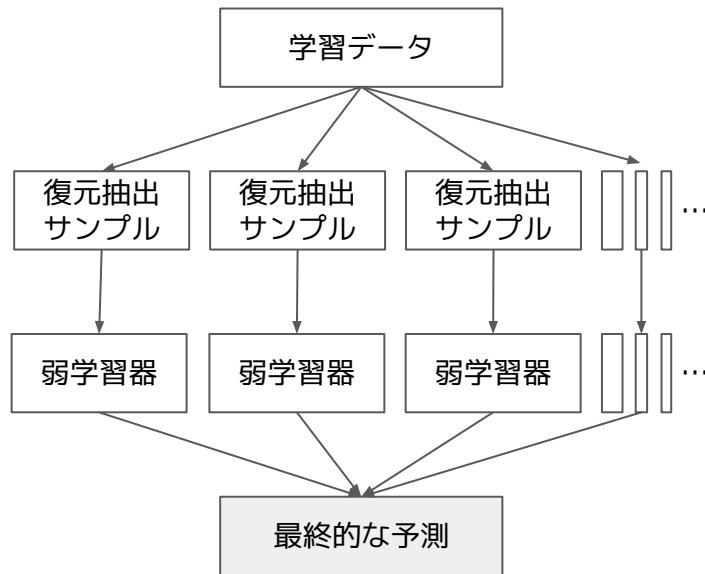 学習データ
復元抽出
サンプル
復元抽出
サンプル
復元抽出
サンプル
…
弱学習器
弱学習器
弱学習器
…
最終的な予測